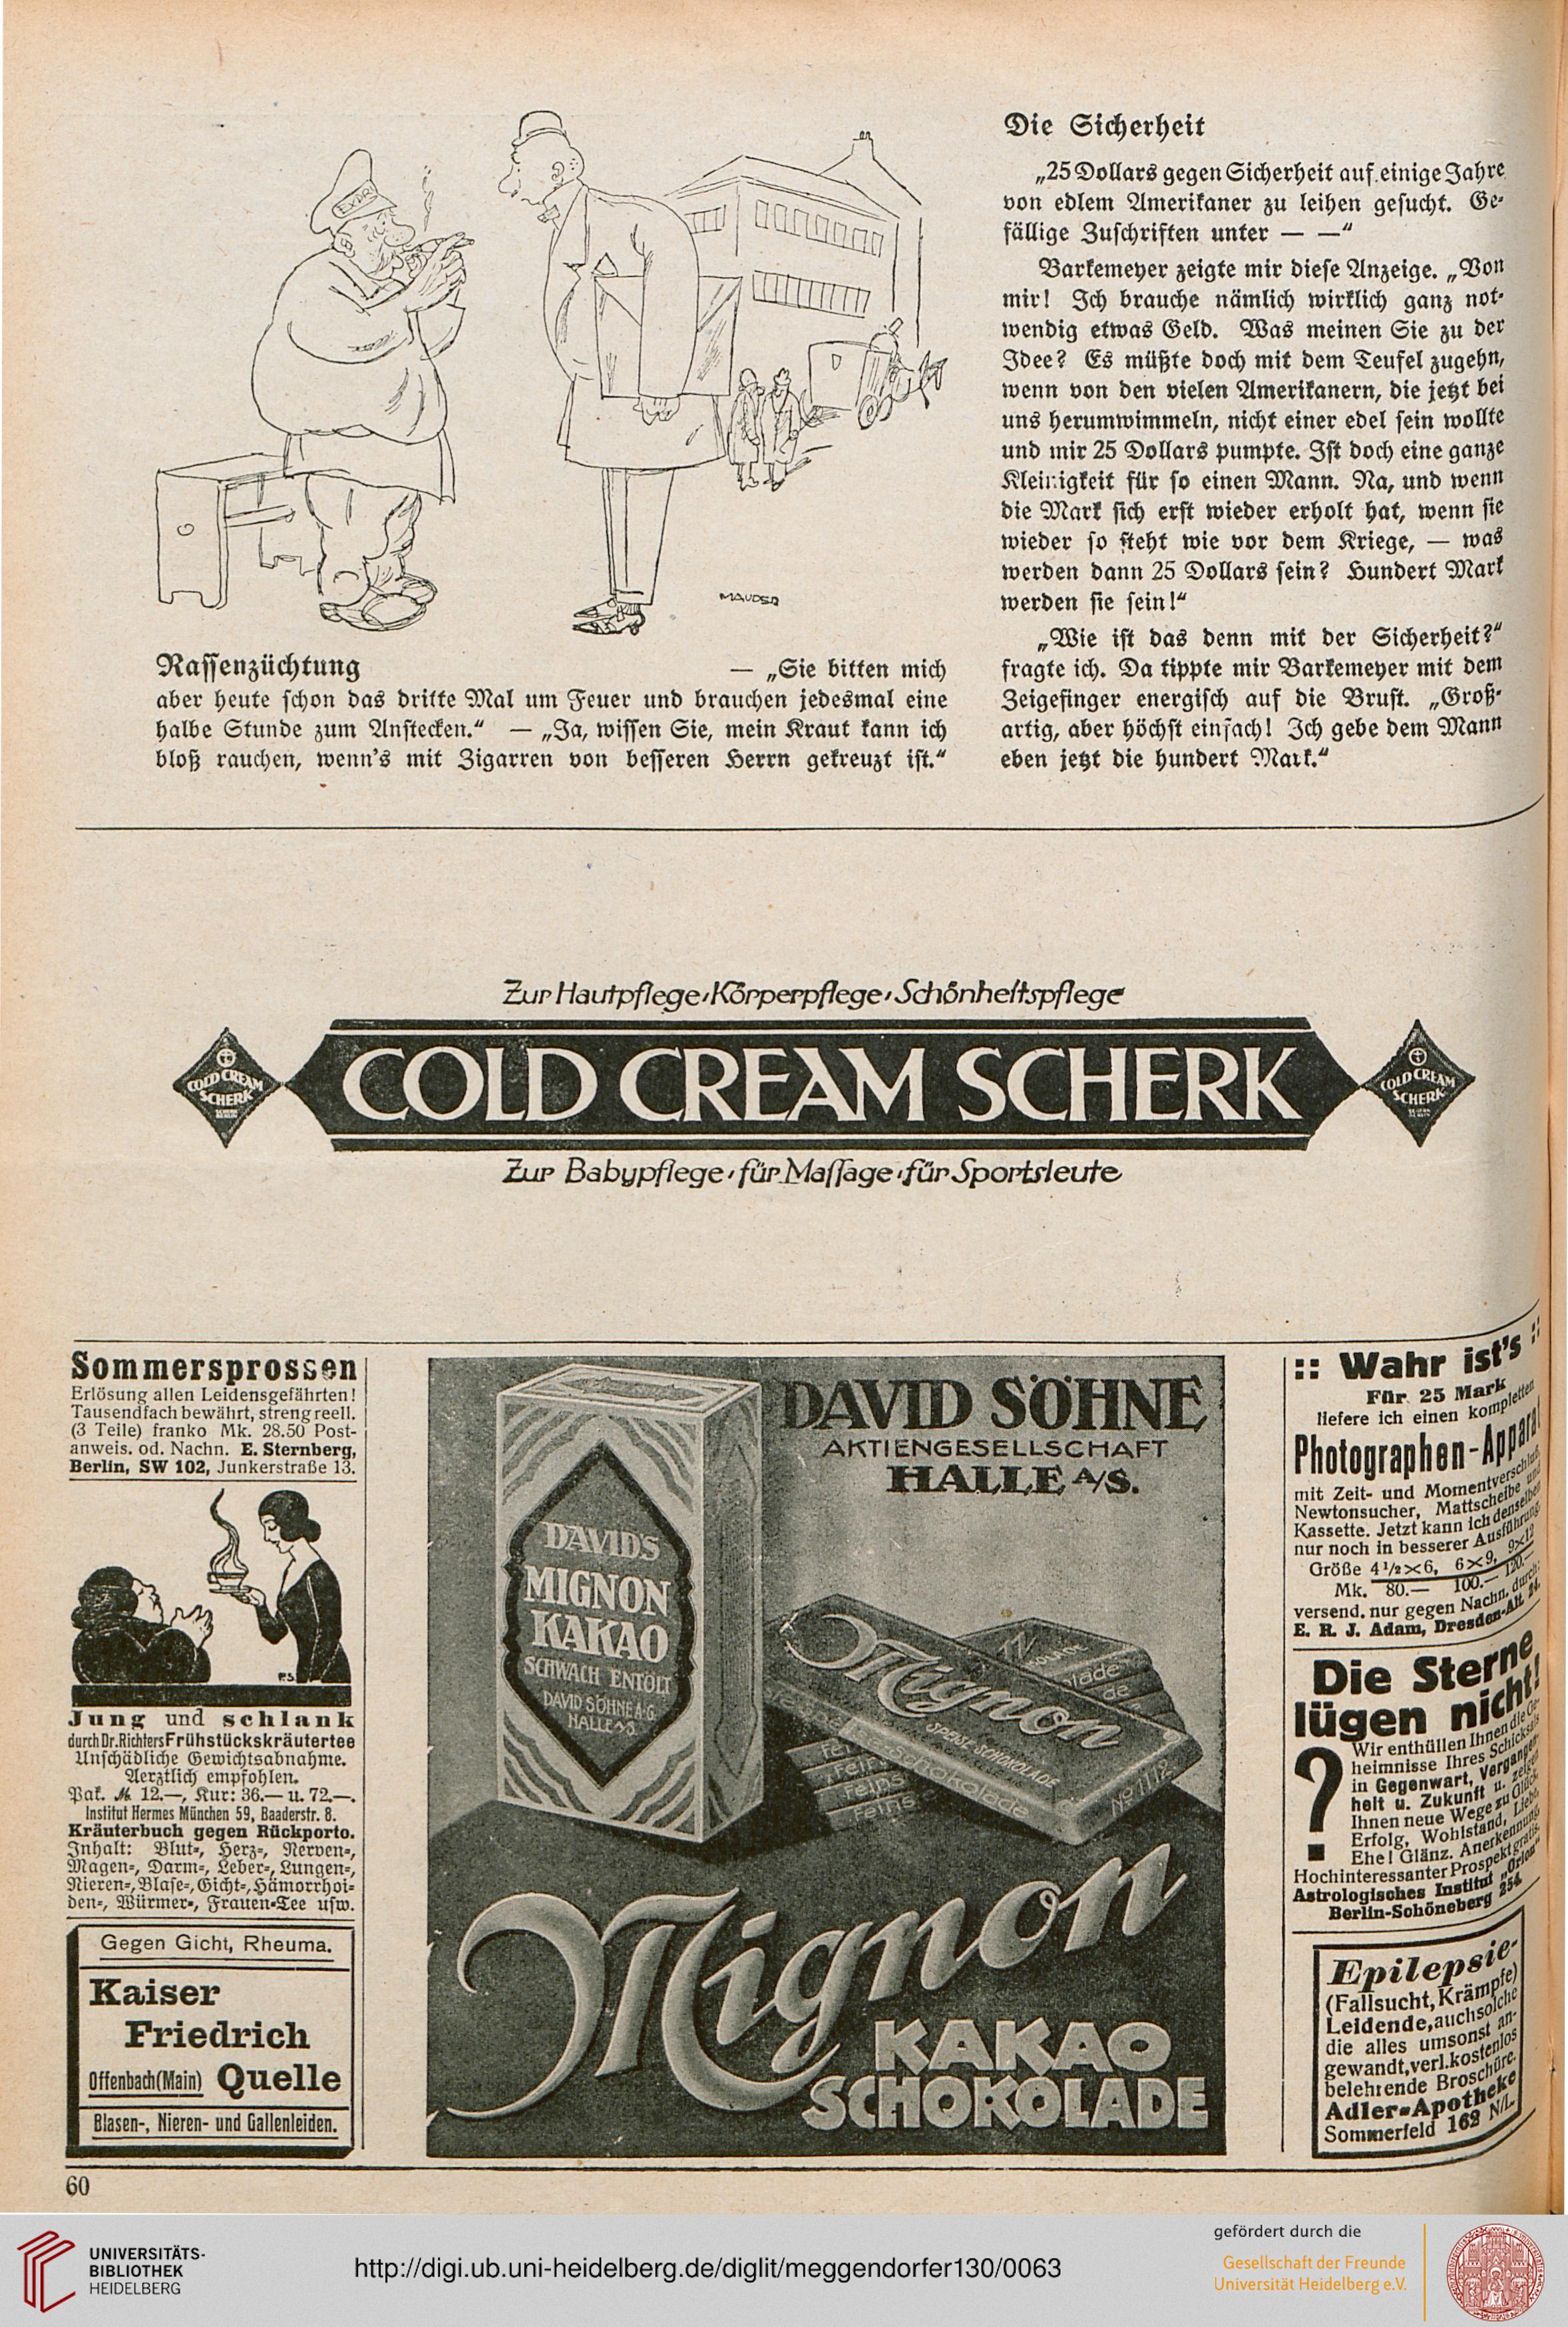 EXPR
MAUDER
Rassenzüchtung — „Sie bitten mich
aber heute schon das dritte Mal um Feuer und brauchen jedesmal eine
halbe Stunde zum Anstecken.“ — „Ja, wissen Sie, mein Kraut kann ich
bloß rauchen, wenn's mit Zigarren von besseren Herrn gekreuzt ist.“
Die Sicherheit
„25 Dollars gegen Sicherheit auf einige Jahre
von edlem Amerikaner zu leihen gesucht. Ge-
fällige Zuschriften unter — —“
Barkemeyer zeigte mir diese Anzeige. „Von
mir! Ich brauche nämlich wirklich ganz not-
wendig etwas Geld. Was meinen Sie zu der
Idee? Es müßte doch mit dem Teufel zugehn,
wenn von den vielen Amerikanern, die jetzt bei
uns herumwimmeln, nicht einer edel sein wollte
und mir 25 Dollars pumpte. Ist doch eine ganze
Kleinigkeit für so einen Mann. Na, und wenn
die Mark sich erst wieder erholt hat, wenn sie
wieder so steht wie vor dem Kriege, — was
werden dann 25 Dollars sein? Hundert Mark
werden sie sein!“
„Wie ist das denn mit der Sicherheit?“
fragte ich. Da tippte mir Barkemeyer mit dem
Zeigefinger energisch auf die Brust. „Groß-
artig, aber höchst einfach! Ich gebe dem Mann
eben jetzt die hundert Mark.“
Zur Hautpflege, Körperpflege, Schönheitspflege
COLD CREAM
SCHERK
COLD CREAM SCHERK
COLD CREAM
SCHERK
Zur Babypflege, für Massage, für Sportsleute
Sommersprossen
Erlösung allen Leidensgefährten!
Tausendfach bewährt, streng reell.
(3 Teile) franko Mk. 28.50 Post-
anweis. od. Nachn. E. Sternberg,
Berlin, SW 102, Junkerstraße 13.
P.S
Jung und schlank
durch Dr. Richters Frühstückskräutertee
Unschädliche Gewichtsabnahme.
Aerztlich empfohlen.
Pak. M 12.—, Kur: 36.— u. 72.—.
Institut Hermes München 59, Baaderstr. 8.
Kräuterbuch gegen Rückporto.
Inhalt: Blut-, Herz-, Nerven-,
Magen-, Darm-, Leber-, Lungen-,
Nieren-, Blase-, Gicht-, Hämorrhoi-
den-, Würmer-, Frauen-Tee usw.
Gegen Gicht, Rheuma.
Kaiser
Friedrich
Offenbach (Main) Quelle
Blasen-, Nieren- und Gallenleiden.
DAVID SÖHNE
AKTIENGESELLSCHAFT
HALLE A/S.
DAVID'S
MIGNON
KAKAO
SCHWACH ENTÖLT
DAVID SÖHNE A.G.
HALLE A/S.
Mignon
SPEISE SCHOKOLADE
No 1112
Mignon
KAKAO
SCHOKOLADE
:: Wahr ist's ::
Für 25 Mark
liefere ich einen kompletten
Photographen-Apparat
mit Zeit- und Momentverschluß,
Newtonsucher, Mattscheibe und
Kassette. Jetzt kann ich denselben
nur noch in besserer Ausführung.
Größe 4½×6, 6×9, 9×12
Mk. 80.— 100.— 120.—
versend. nur gegen Nachn. durch:
E. R. J. Adam, Dresden-Alt. 24.
Die Sterne
lügen nicht!
?
Wir enthüllen Ihnen die Ge-
heimnisse Ihres Schicksals
in Gegenwart, Vergangen-
heit u. Zukunft u. zeigen
Ihnen neue Wege zu Glück,
Erfolg, Wohlstand, Liebe,
Ehe! Glänz. Anerkennung.
Hochinteressanter Prospekt gratis.
Astrologisches Institut „Orion“
Berlin-Schöneberg 254.
Epilepsie-
(Fallsucht, Krämpfe)
Leidende, auch solche
die alles umsonst an-
gewandt, verl. kostenlos
belehrende Broschüre.
Adler-Apotheke
Sommerfeld 162 N/L.
60
UNIVERSITÄTS-
BIBLIOTHEK
HEIDELBERG
http://digi.ub.uni-heidelberg.de/diglit/meggendorfer130/0063
gefördert durch die
Gesellschaft der Freunde
Universität Heidelberg e.V.